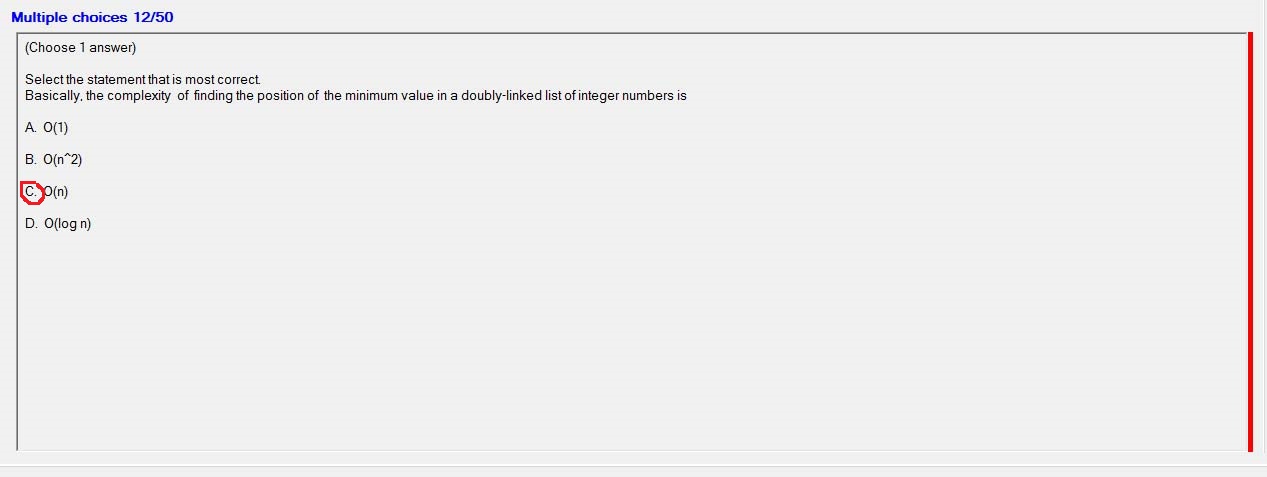 Multiple choices 12/50
(Choose 1 answer)
Select the statement that is most correct.
Basically, the complexity of finding the position of the minimum value in a doubly-linked list of integer numbers is
A. O(1)
B. O(n^2)
C. O(n)
D. O(log n)